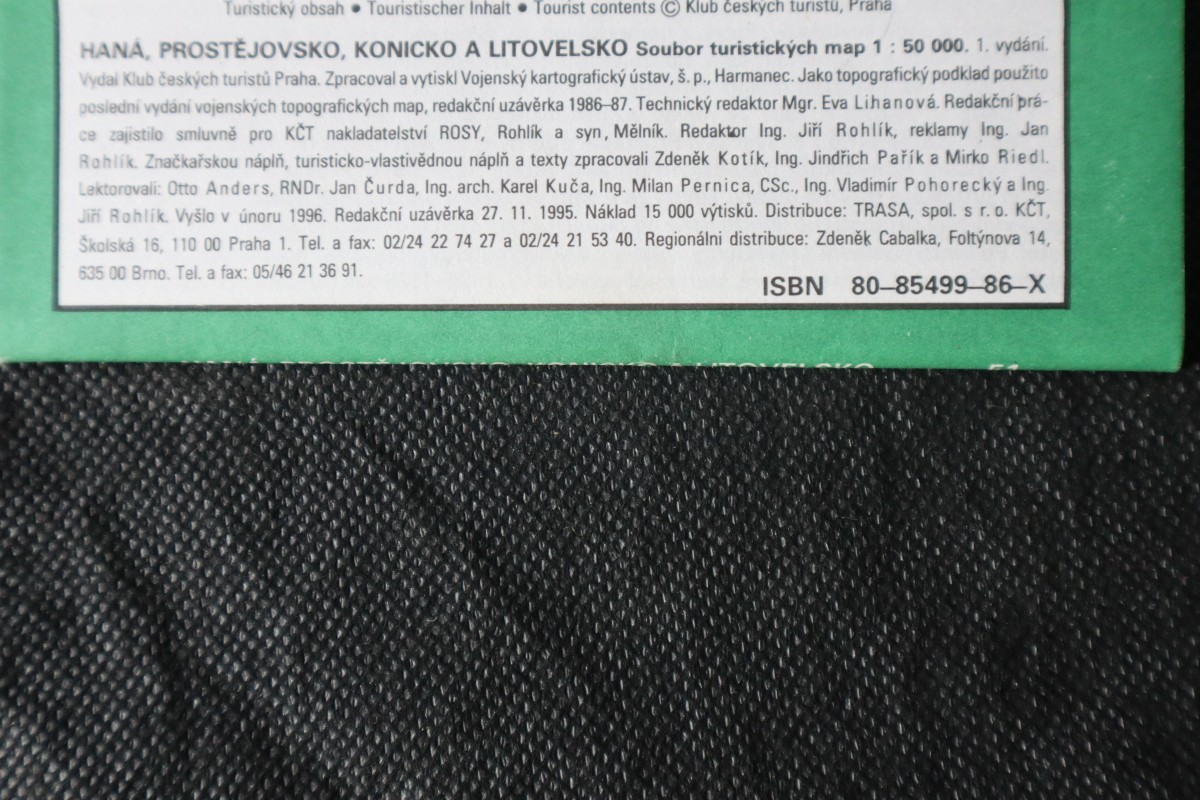 Turistický obsah • Touristischer Inhalt • Tourist contents © Klub českých turistů, Praha
HANÁ, PROSTĚJOVSKO, KONICKO A LITOVELSKO Soubor turistických map 1 : 50 000. 1. vydání.
Vydal Klub českých turistů Praha. Zpracoval a vytiskl Vojenský kartografický ústav, š. p., Harmanec. Jako topografický podklad použito
poslední vydání vojenských topografických map, redakční uzávěrka 1986–87. Technický redaktor Mgr. Eva Lihanová. Redakční prá-
ce zajistilo smluvně pro KČT nakladatelství ROSY, Rohlík a syn, Mělník. Redaktor Ing. Jiří Rohlík, reklamy Ing. Jan
Rohlík. Značkařskou náplň, turisticko-vlastivědnou náplň a texty zpracovali Zdeněk Kotík, Ing. Jindřich Pařík a Mirko Riedl.
Lektorovali: Otto Anders, RNDr. Jan Čurda, Ing. arch. Karel Kuča, Ing. Milan Pernica, CSc., Ing. Vladimír Pohorecký a Ing.
Jiří Rohlík. Vyšlo v únoru 1996. Redakční uzávěrka 27. 11. 1995. Náklad 15 000 výtisků. Distribuce: TRASA, spol. s r. o. KČT,
Školská 16, 110 00 Praha 1. Tel. a fax: 02/24 22 74 27 a 02/24 21 53 40. Regionálni distribuce: Zdeněk Cabalka, Foltýnova 14,
635 00 Brno. Tel. a fax: 05/46 21 36 91.
ISBN 80–85499–86–X